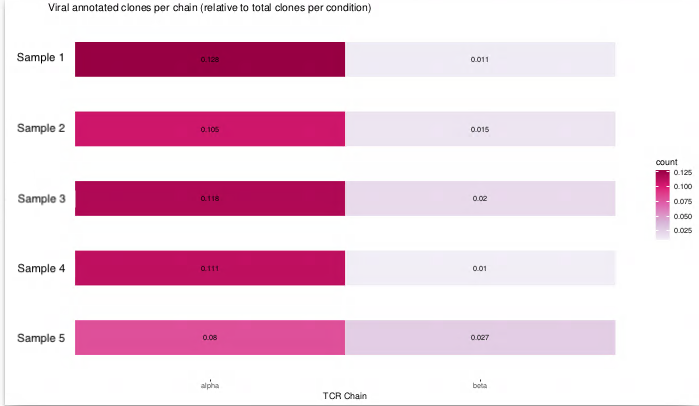 Viral annotated clones per chain (relative to total clones per condition)
Sample 1
0.011
Sample 2
0.105 0.015
Sample 3
0.118 0.02
Sample 4
0.111 0.01
Sample 5
0.08 0.027
alpha beta
TCR Chain
count
0.125
0.100
0.075
0.050
0.025